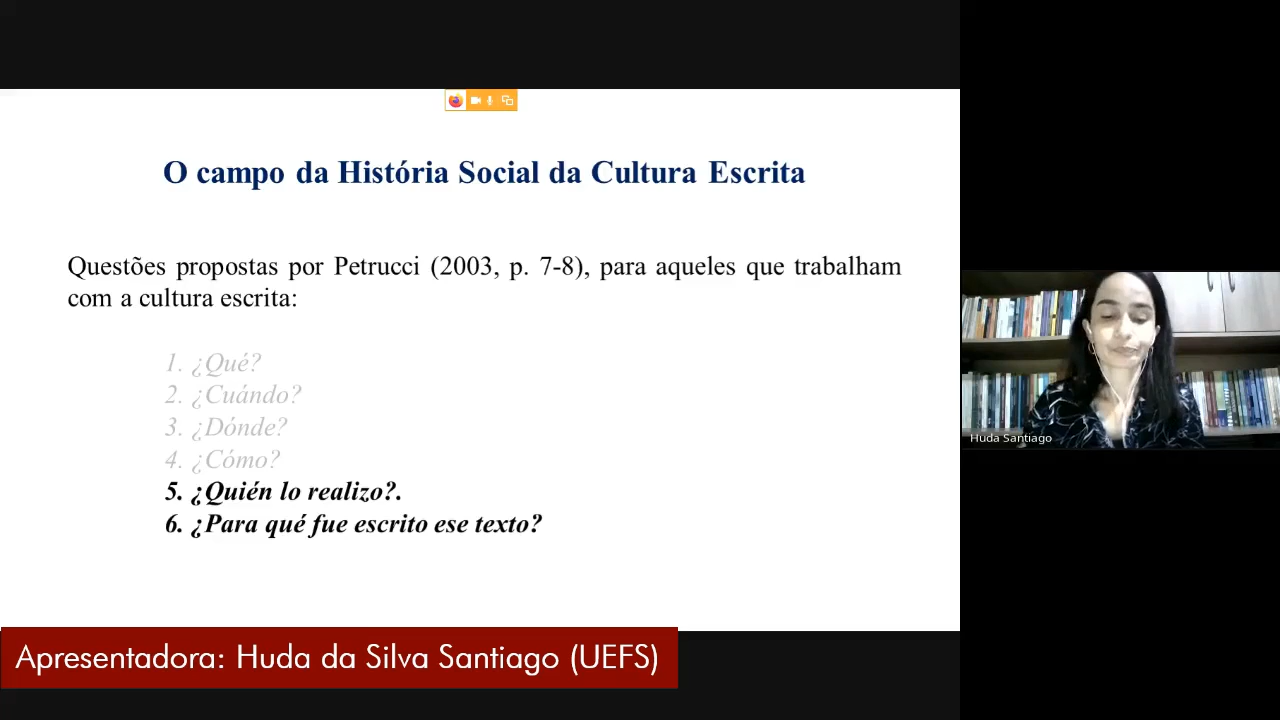 O campo da História Social da Cultura Escrita
Questões propostas por Petrucci (2003, p. 7-8), para aqueles que trabalham
com a cultura escrita:
1. ¿Qué?
2. ¿Cuándo?
3. ¿Dónde?
4. ¿Cómo?
5. ¿Quién lo realizo?.
6. ¿Para qué fue escrito ese texto?
Huda Santiago
Apresentadora: Huda da Silva Santiago (UEFS)